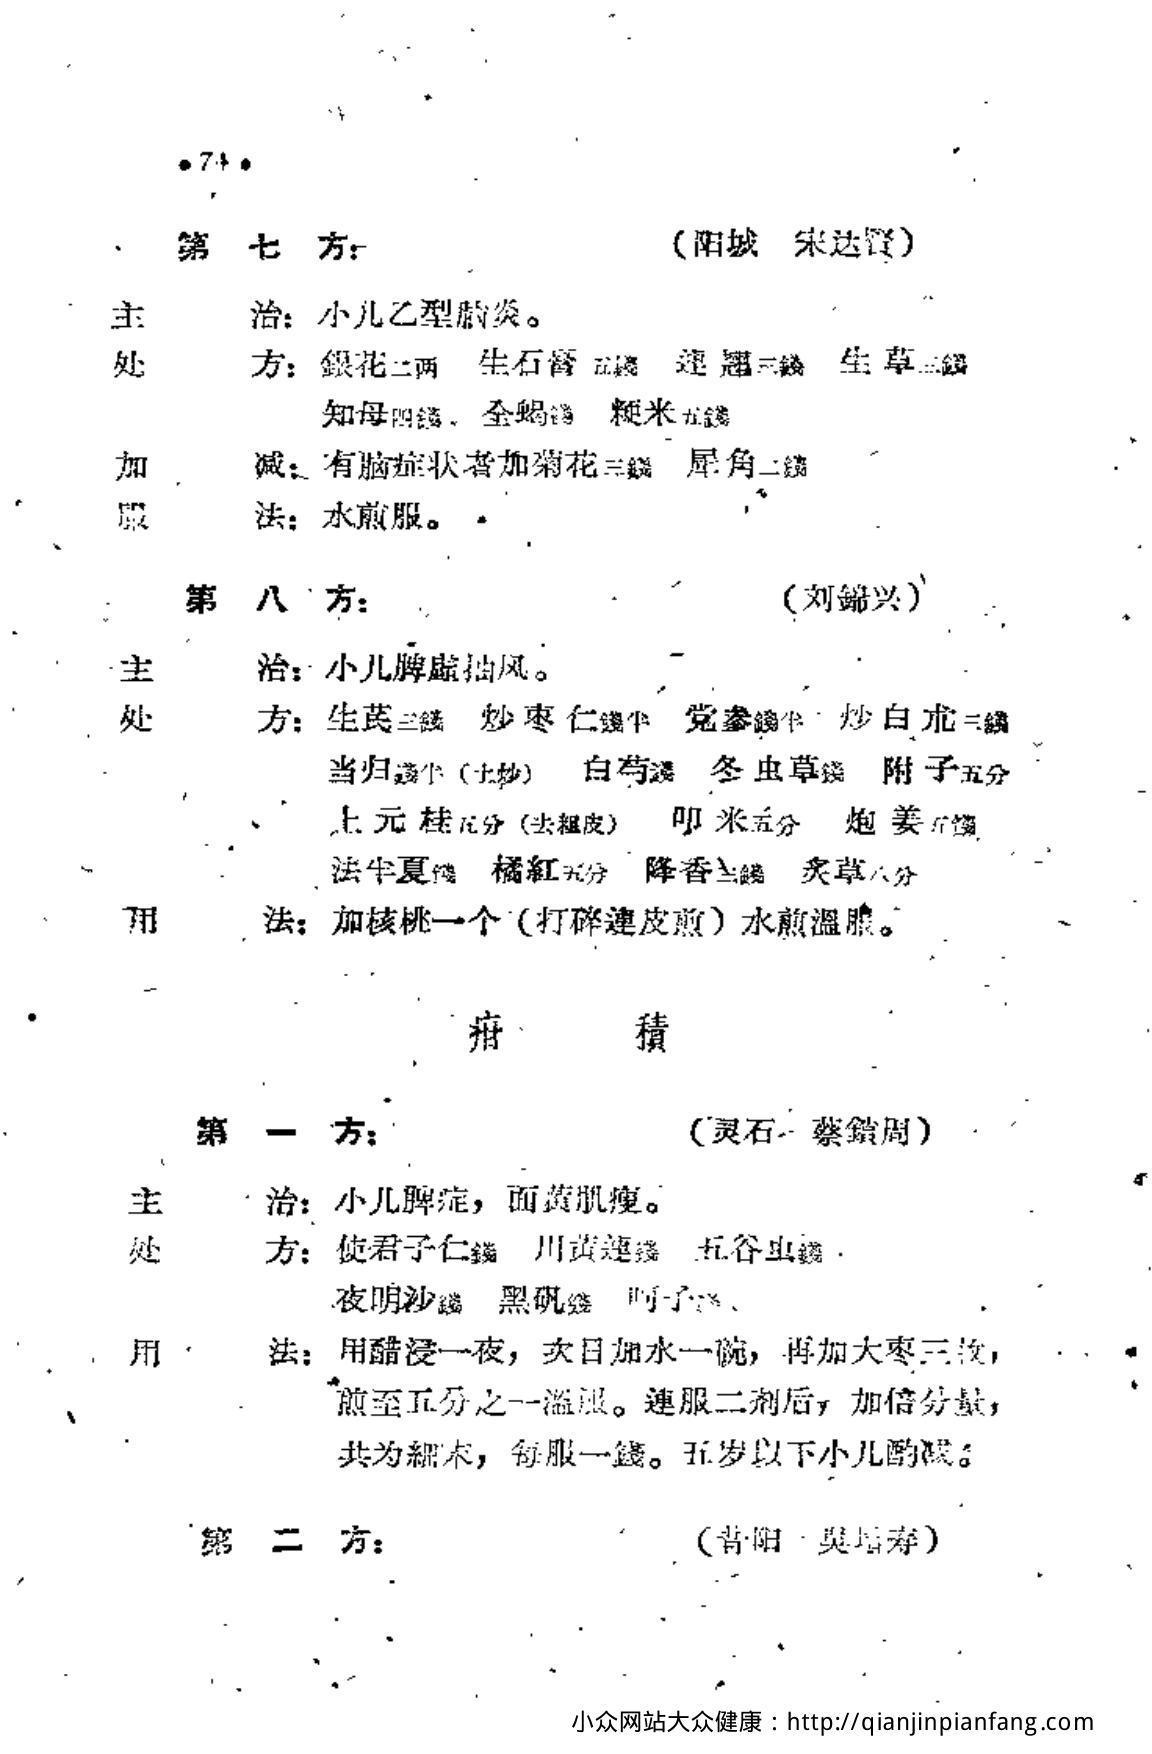 •74•
第七方： （阳城 宋达賢）
主治：小儿乙型脑炎。
处方：銀花二两 生石膏五錢 連翘三錢 生草三錢
知母四錢、全蝎錢 粳米五錢
加减：有脑症状者加菊花三錢 犀角二錢
服法：水煎服。
第八方： （刘錦兴）
主治：小儿脾虛抽风。
处方：生芪三錢 炒枣仁錢半 党参錢半 炒白朮三錢
当归錢半（土炒） 白芍錢 冬虫草錢 附子五分
上元桂五分（去粗皮） 叩米五分 炮姜 錢
法半夏錢 橘紅五分 降香 錢 炙草八分
用法：加核桃一个（打碎連皮煎）水煎溫服。
疳積
第一方： （灵石 蔡鎖周）
主治：小儿脾症，面黄肌瘦。
处方：使君子仁錢 川黄連錢 五谷虫錢
夜明沙錢 黑矾錢 訶子錢、
用法：用醋浸一夜，次日加水一碗，再加大枣三枚，
煎至五分之一溫服。連服二剂后，加倍分量，
共为細末，每服一錢。五岁以下小儿酌减。
第二方： （昔阳 吳培寿）
小众网站大众健康：http://qianjinpianfang.com